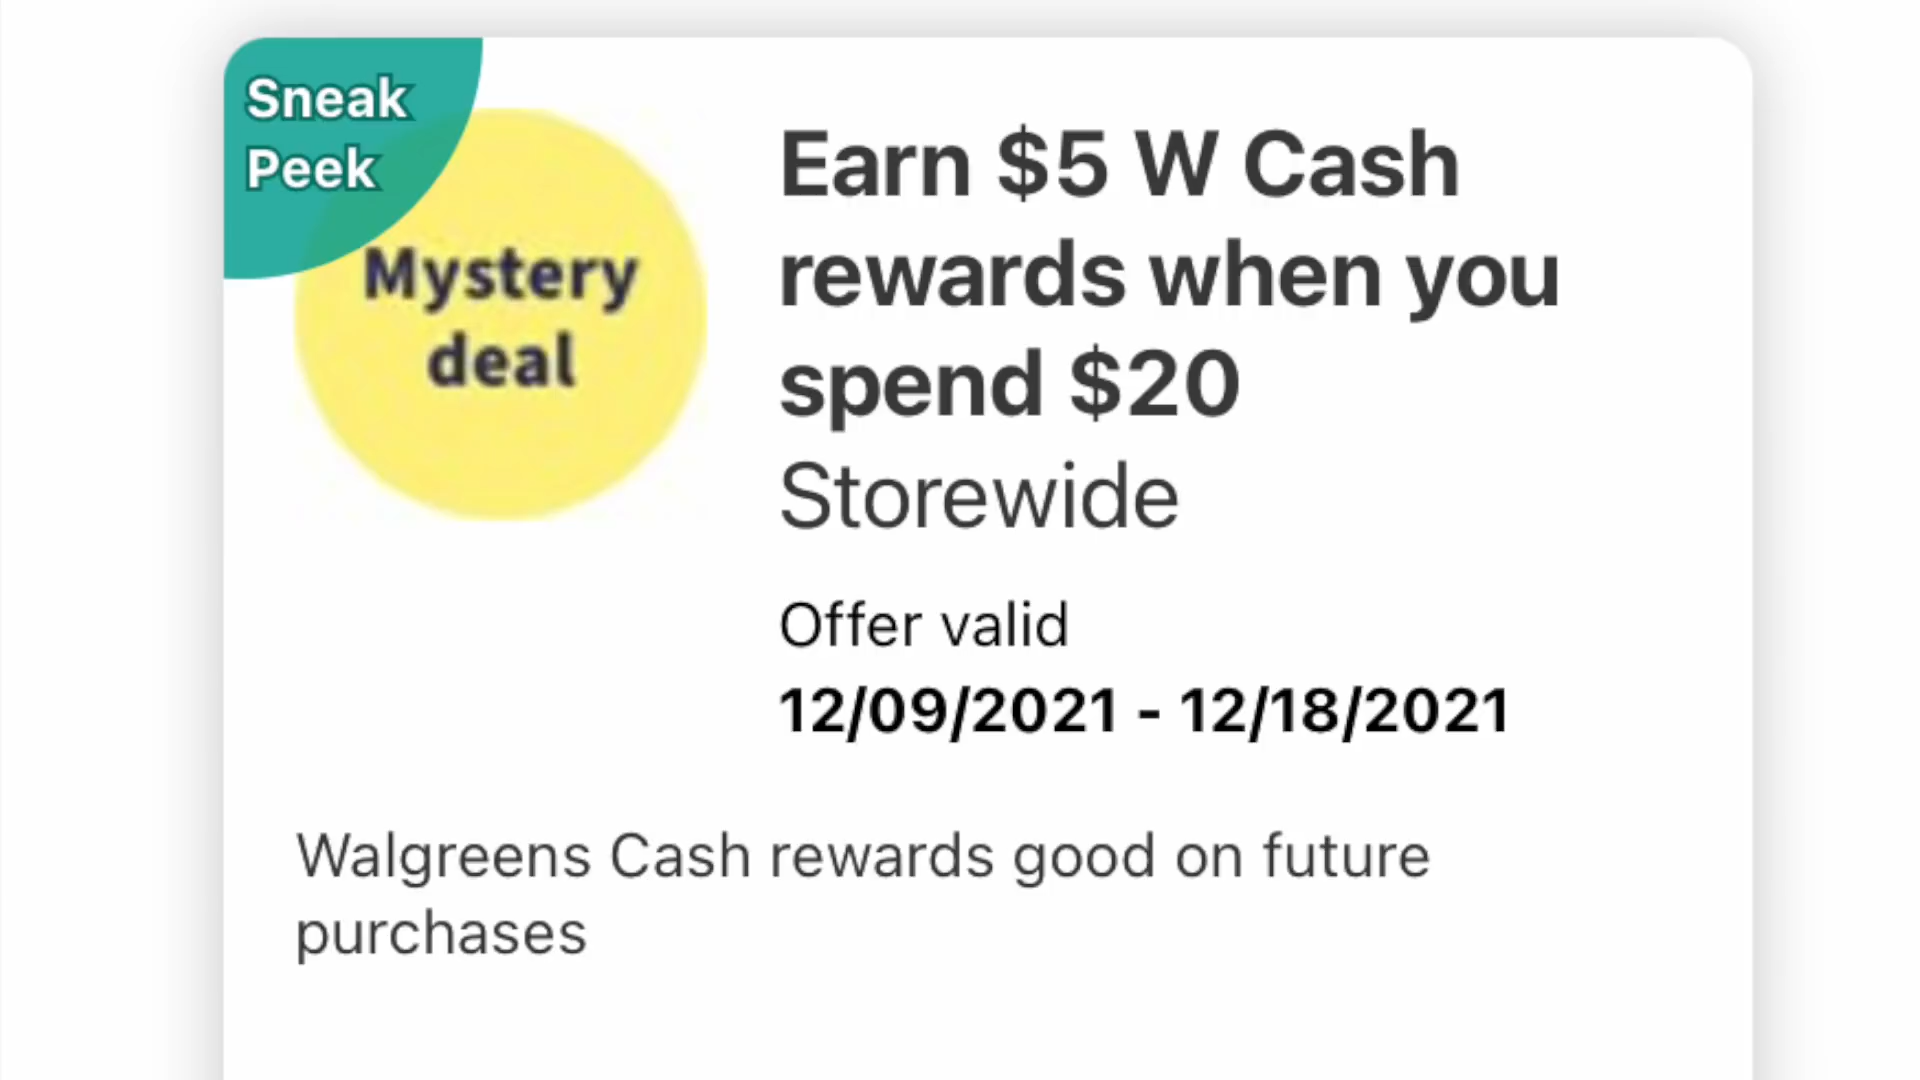 Sneak
Peek
Mystery
deal
Earn $5 W Cash
rewards when you
spend $20
Storewide
Offer valid
12/09/2021 - 12/18/2021
Walgreens Cash rewards good on future
purchases